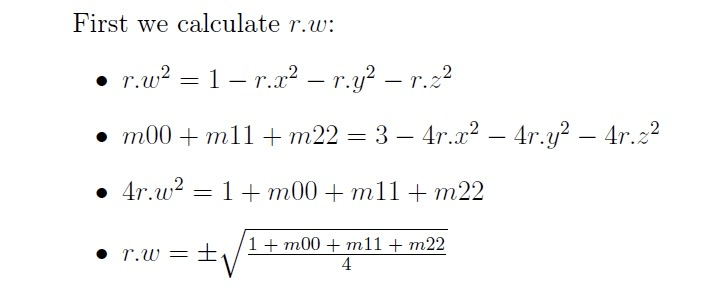 First we calculate r.w:
• r.w² = 1 − r.x² − r.y² − r.z²
• m00 + m11 + m22 = 3 − 4r.x² − 4r.y² − 4r.z²
• 4r.w² = 1 + m00 + m11 + m22
• r.w = ±√((1 + m00 + m11 + m22)/4)